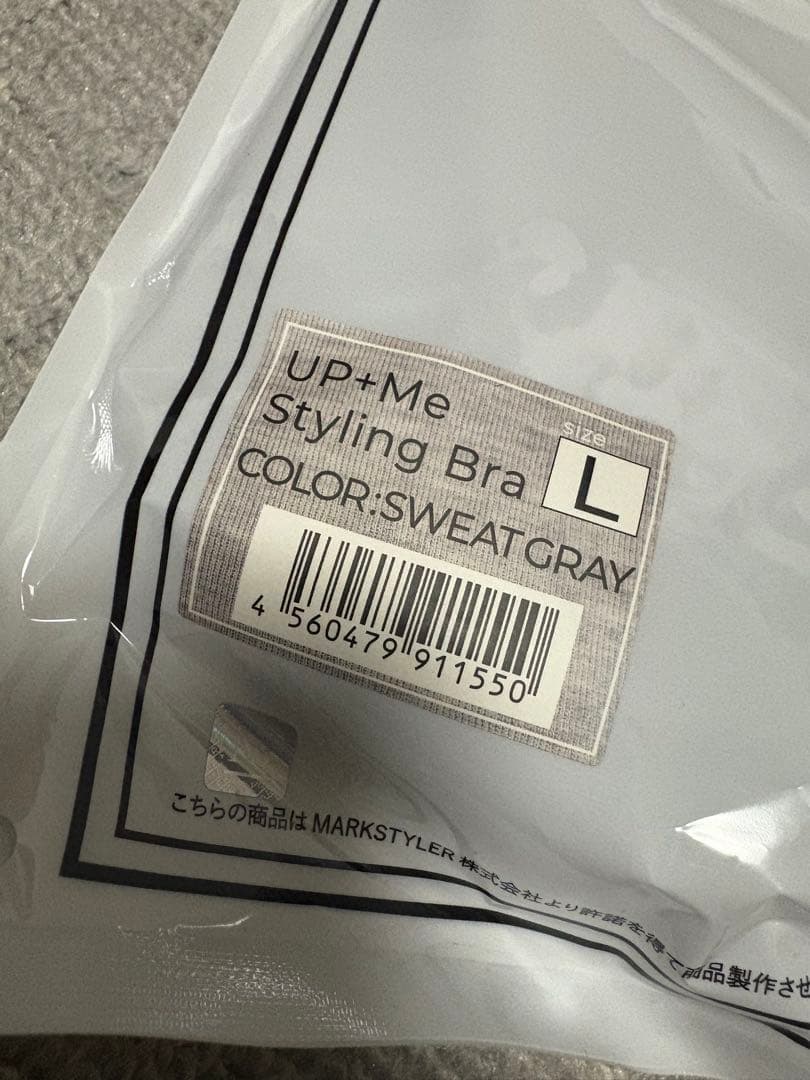 UP+Me
Styling Bra
size
L
COLOR:SWEAT GRAY
4 560479 911550
こちらの商品は MARKSTYLER 株式会社より許諾を得て商品製作させ